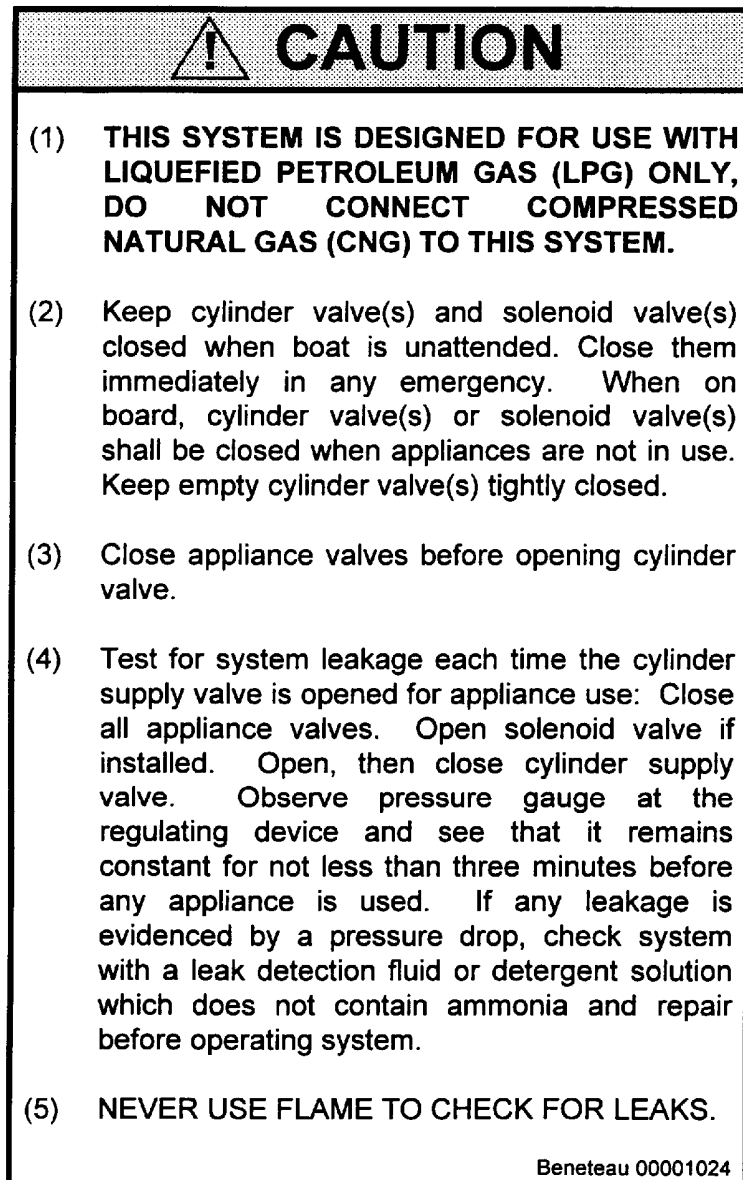 CAUTION
(1) THIS SYSTEM IS DESIGNED FOR USE WITH
LIQUEFIED PETROLEUM GAS (LPG) ONLY,
DO NOT CONNECT COMPRESSED
NATURAL GAS (CNG) TO THIS SYSTEM.
(2) Keep cylinder valve(s) and solenoid valve(s)
closed when boat is unattended. Close them
immediately in any emergency. When on
board, cylinder valve(s) or solenoid valve(s)
shall be closed when appliances are not in use.
Keep empty cylinder valve(s) tightly closed.
(3) Close appliance valves before opening cylinder
valve.
(4) Test for system leakage each time the cylinder
supply valve is opened for appliance use: Close
all appliance valves. Open solenoid valve if
installed. Open, then close cylinder supply
valve. Observe pressure gauge at the
regulating device and see that it remains
constant for not less than three minutes before
any appliance is used. If any leakage is
evidenced by a pressure drop, check system
with a leak detection fluid or detergent solution
which does not contain ammonia and repair
before operating system.
(5) NEVER USE FLAME TO CHECK FOR LEAKS.
Beneteau 00001024